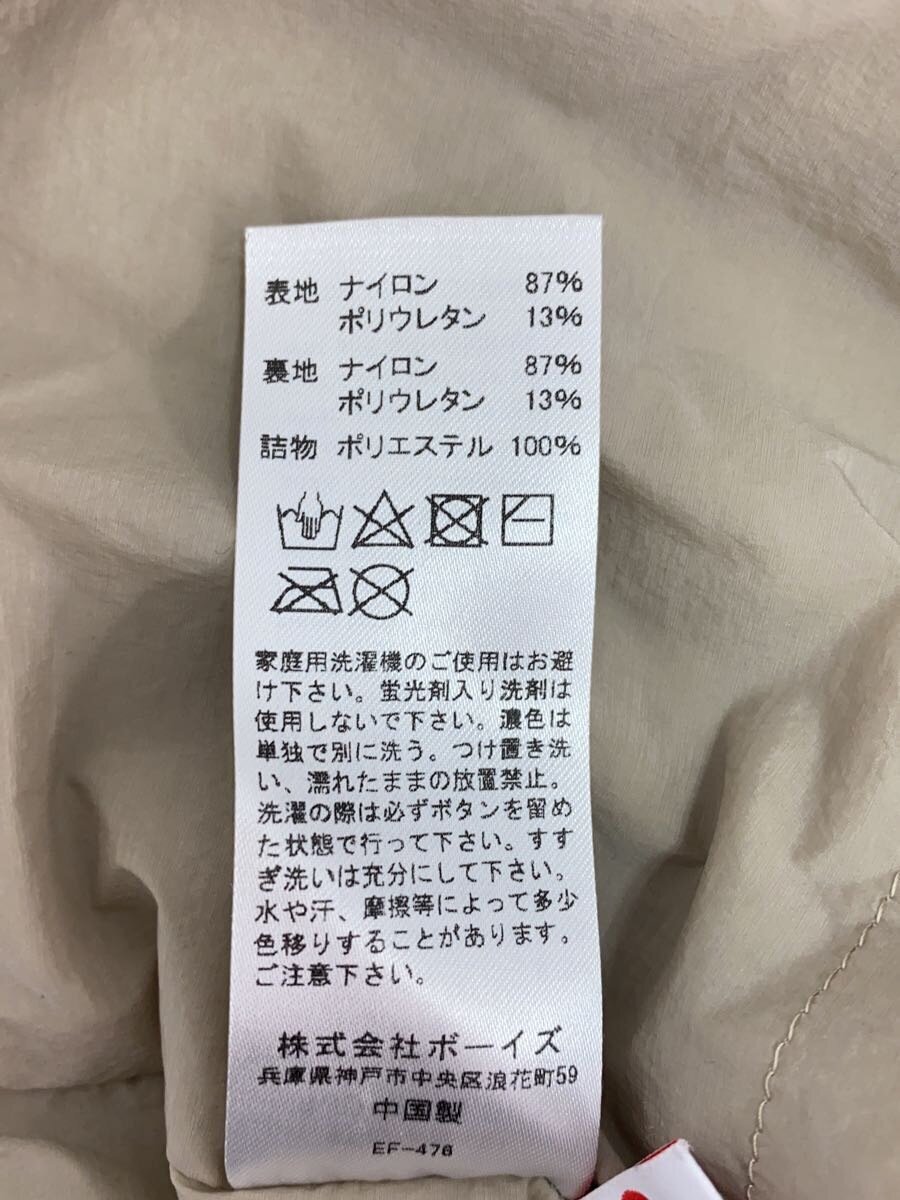 表地 ナイロン 87%
ポリウレタン 13%
裏地 ナイロン 87%
ポリウレタン 13%
詰物 ポリエステル 100%
家庭用洗濯機のご使用はお避
け下さい。蛍光剤入り洗剤は
使用しないで下さい。濃色は
単独で別に洗う。つけ置き洗
い、濡れたままの放置禁止。
洗濯の際は必ずボタンを留め
た状態で行って下さい。すす
ぎ洗いは充分にして下さい。
水や汗、摩擦等によって多少
色移りすることがあります。
ご注意下さい。
株式会社ボーイズ
兵庫県神戸市中央区浪花町59
中国製
EF-476